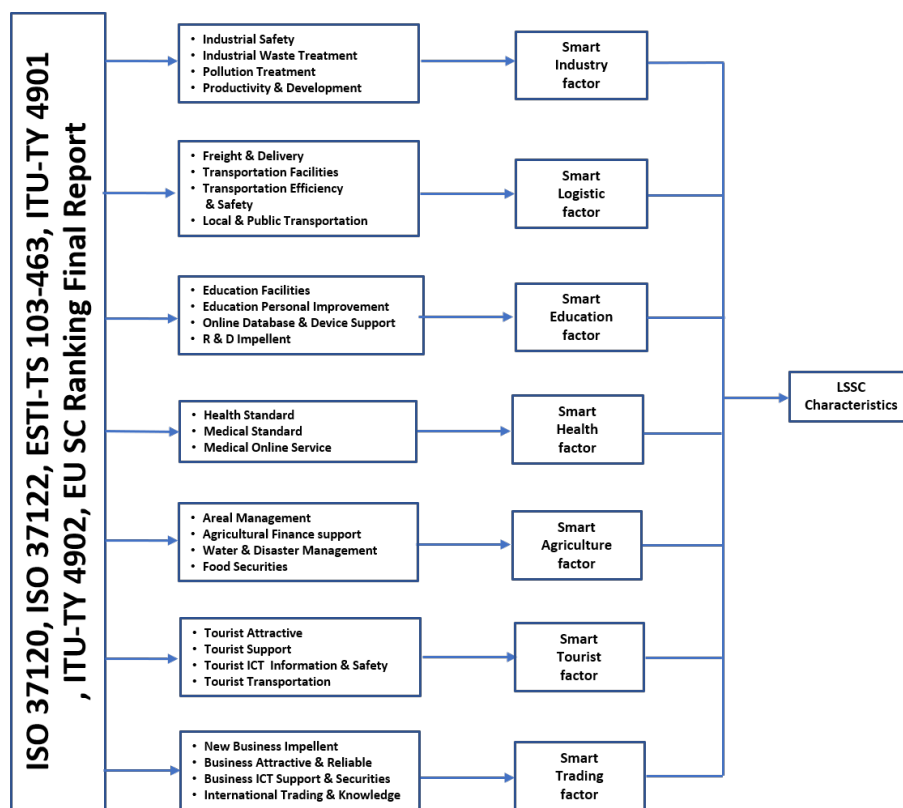 ISO 37120, ISO 37122, ESTI-TS 103-463, ITU-TY 4901
, ITU-TY 4902, EU SC Ranking Final Report
• Industrial Safety
• Industrial Waste Treatment
• Pollution Treatment
• Productivity & Development
Smart
Industry
factor
• Freight & Delivery
• Transportation Facilities
• Transportation Efficiency
& Safety
• Local & Public Transportation
Smart
Logistic
factor
• Education Facilities
• Education Personal Improvement
• Online Database & Device Support
• R & D Impellent
Smart
Education
factor
• Health Standard
• Medical Standard
• Medical Online Service
Smart
Health
factor
• Areal Management
• Agricultural Finance support
• Water & Disaster Management
• Food Securities
Smart
Agriculture
factor
• Tourist Attractive
• Tourist Support
• Tourist ICT Information & Safety
• Tourist Transportation
Smart
Tourist
factor
• New Business Impellent
• Business Attractive & Reliable
• Business ICT Support & Securities
• International Trading & Knowledge
Smart
Trading
factor
LSSC
Characteristics